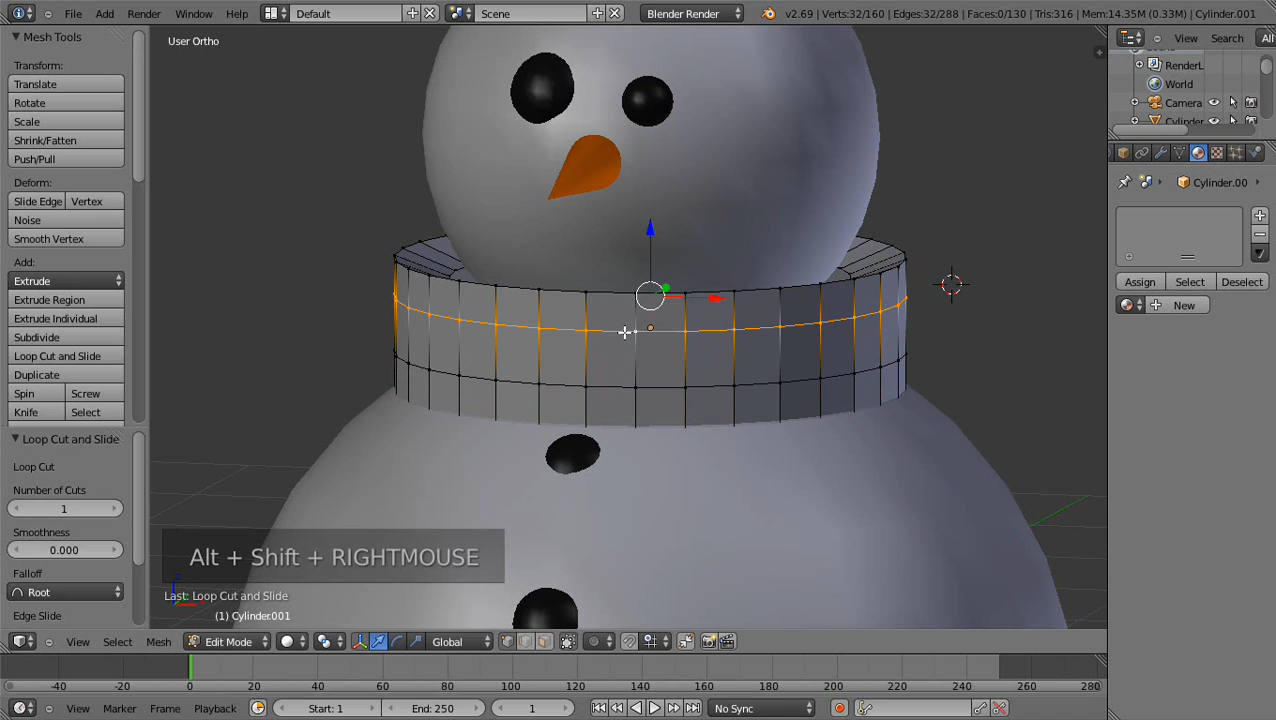 File Add Render Window Help Default Scene Blender Render v2.69 | Verts:32/160 | Edges:32/288 | Faces:0/130 | Tris:316 | Mem:14.35M (0.33M) | Cylinder.001
Mesh Tools
User Ortho
View Search All
Transform:
Translate
Rotate
Scale
Shrink/Fatten
Push/Pull
RenderL
World
Camera
Cylinder
Deform:
Slide Edge Vertex
Noise
Smooth Vertex
Cylinder.00
Add:
Extrude
Extrude Region
Extrude Individual
Subdivide
Loop Cut and Slide
Duplicate
Spin Screw
Knife Select
Assign Select Deselect
New
Loop Cut and Slide
Loop Cut
Number of Cuts
1
Smoothness
0.000
Falloff
Root
Edge Slide
Alt + Shift + RIGHTMOUSE
Last: Loop Cut and Slide
(1) Cylinder.001
View Select Mesh Edit Mode Global
-40 -20 0 20 40 60 80 100 120 140 160 180 200 220 240 260 280
View Marker Frame Playback Start: 1 End: 250 1 No Sync